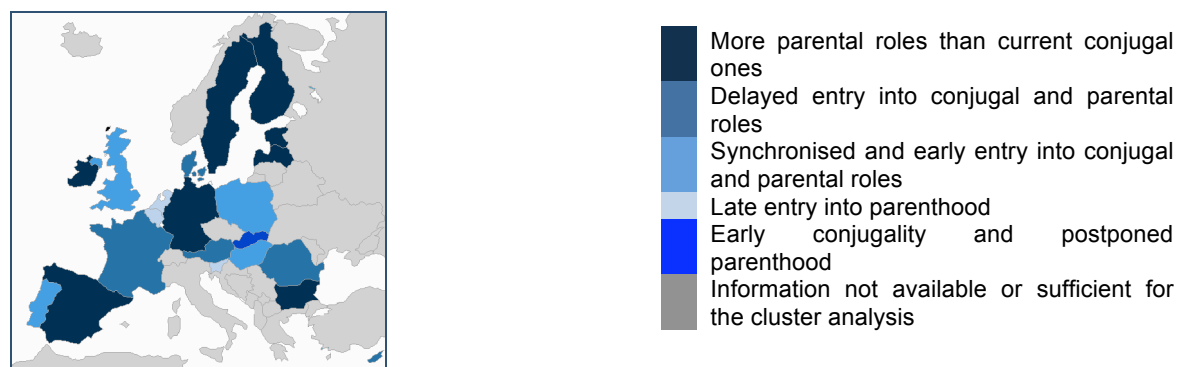 More parental roles than current conjugal
ones
Delayed entry into conjugal and parental
roles
Synchronised and early entry into conjugal
and parental roles
Late entry into parenthood
Early conjugality and postponed
parenthood
Information not available or sufficient for
the cluster analysis